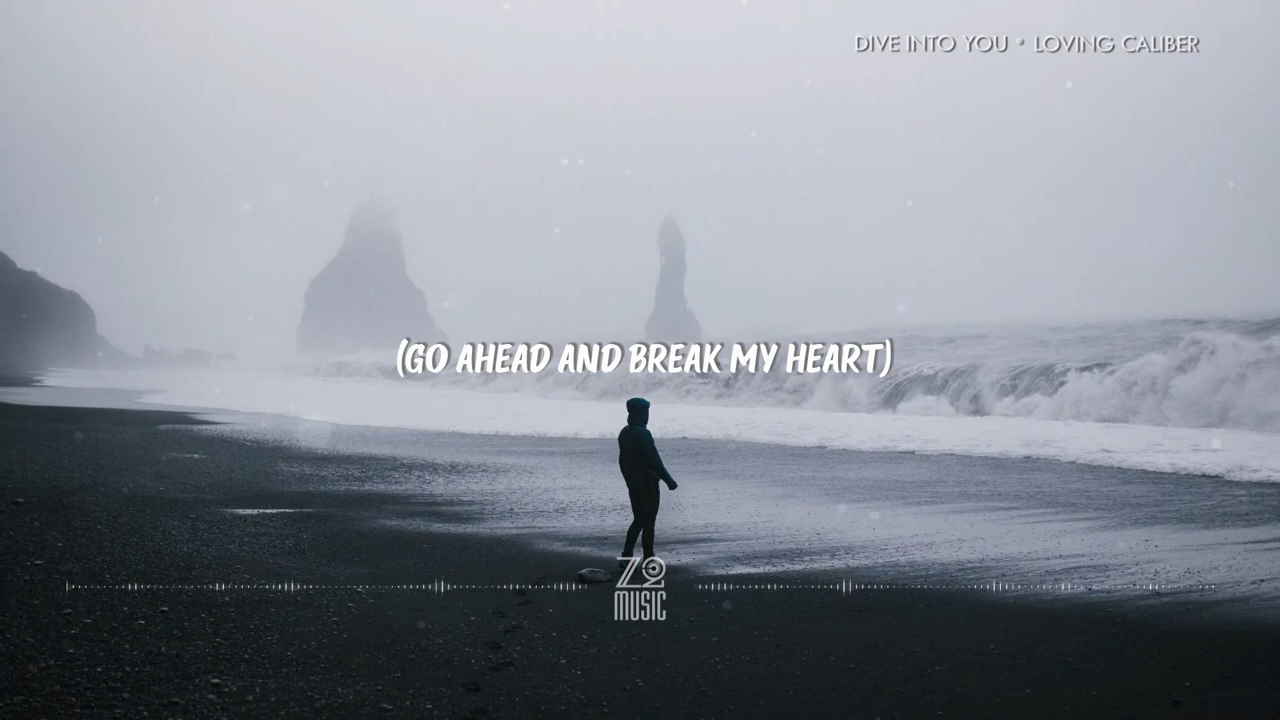 DIVE INTO YOU • LOVING CALIBER
(GO AHEAD AND BREAK MY HEART)
Z2
MUSIC